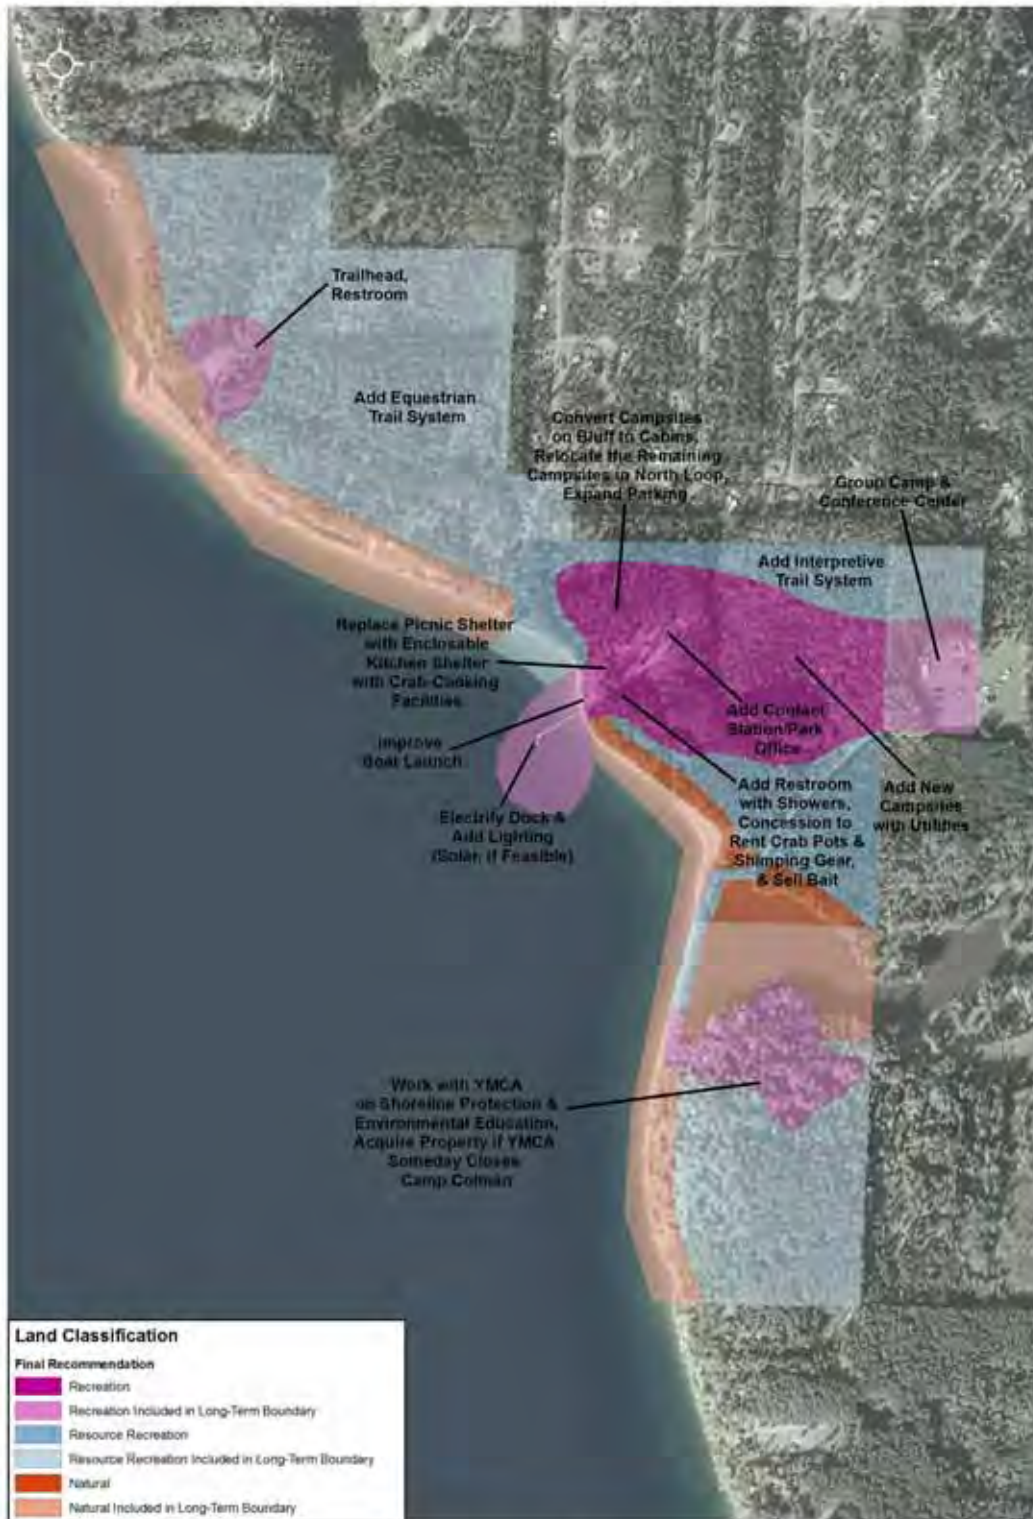 Trailhead,
Restroom
Add Equestrian
Trail System
Convert Campsites
on Bluff to Cabins,
Relocate the Remaining
Campsites in North Loop,
Expand Parking
Group Camp &
Conference Center
Add Interpretive
Trail System
Replace Picnic Shelter
with Enclosable
Kitchen Shelter
with Crab-Cooking
Facilities
Improve
Boat Launch
Electrify Dock &
Add Lighting
(Solar, if Feasible)
Add Contact
Station/Park
Office
Add Restroom
with Showers,
Concession to
Rent Crab Pots &
Shimping Gear,
& Sell Bait
Add New
Campsites
with Utilities
Work with YMCA
on Shoreline Protection &
Environmental Education,
Acquire Property if YMCA
Someday Closes
Camp Colman
Land Classification
Final Recommendation
Recreation
Recreation Included in Long-Term Boundary
Resource Recreation
Resource Recreation Included in Long-Term Boundary
Natural
Natural Included in Long-Term Boundary